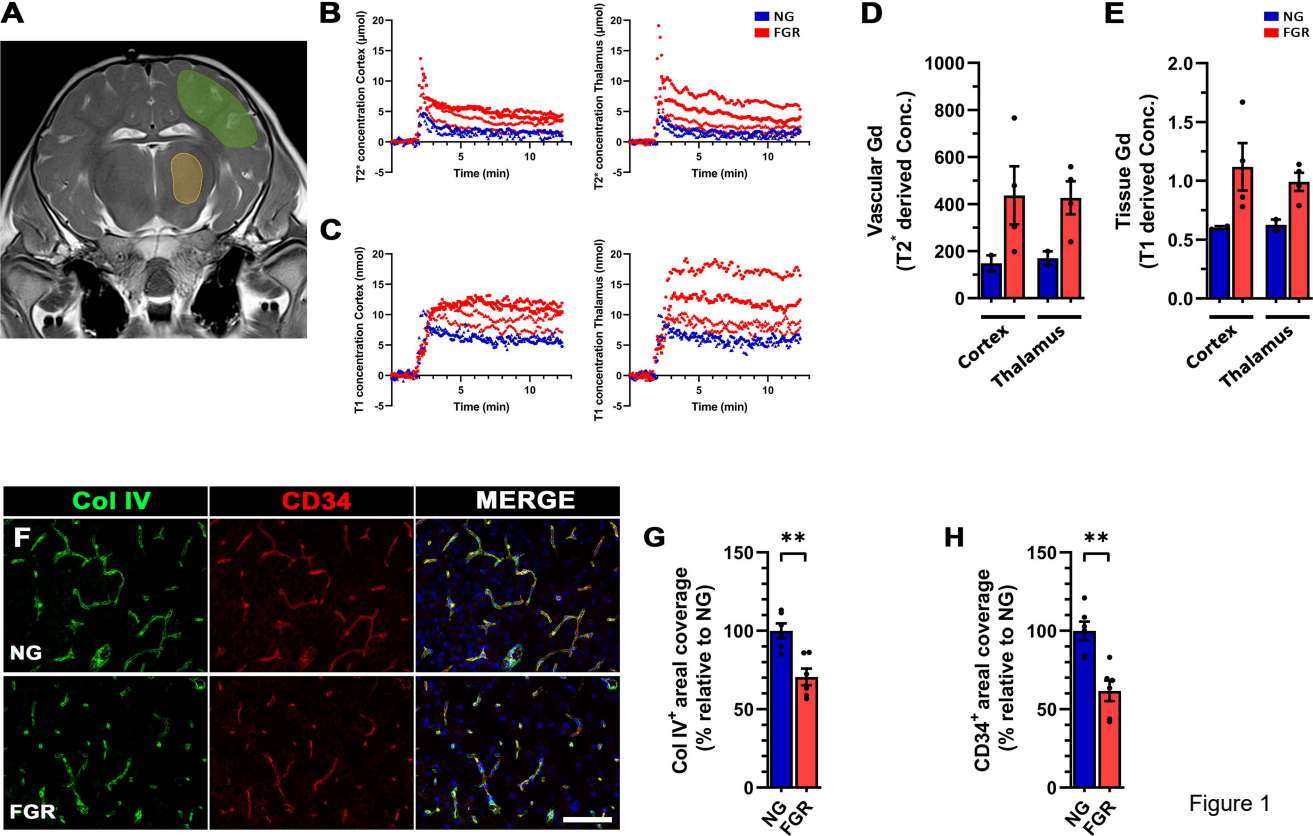 A
B
T2* concentration Cortex (µmol)
20
15
10
5
0
-5
5
10
Time (min)
T2* concentration Thalamus (µmol)
20
15
10
5
0
-5
5
10
Time (min)
NG
FGR
C
T1 concentration Cortex (nmol)
20
15
10
5
0
-5
5
10
Time (min)
T1 concentration Thalamus (nmol)
20
15
10
5
0
-5
5
10
Time (min)
D
Vascular Gd
(T2* derived Conc.)
1000
800
600
400
200
0
Cortex
Thalamus
E
NG
FGR
Tissue Gd
(T1 derived Conc.)
2.0
1.5
1.0
0.5
0.0
Cortex
Thalamus
Col IV
CD34
MERGE
F
NG
FGR
G
Col IV+ areal coverage
(% relative to NG)
150
100
50
0
**
NG
FGR
H
CD34+ areal coverage
(% relative to NG)
150
100
50
0
**
NG
FGR
Figure 1